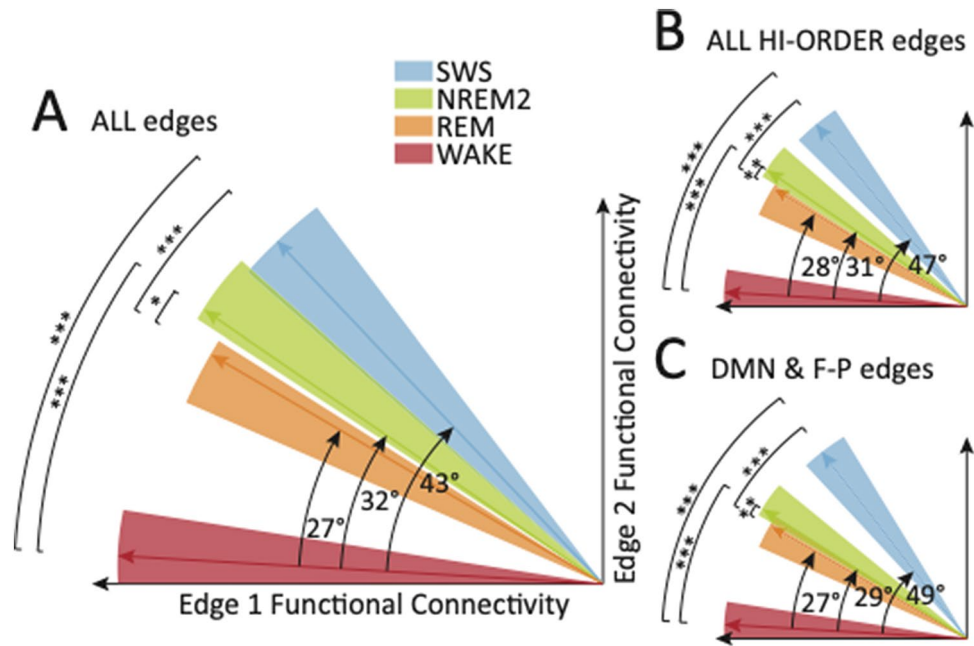 A ALL edges
SWS
NREM2
REM
WAKE
***
***
***
*
27°
32°
43°
Edge 1 Functional Connectivity
Edge 2 Functional Connectivity
B ALL HI-ORDER edges
***
***
***
**
28°
31°
47°
C DMN & F-P edges
***
***
***
**
27°
29°
49°